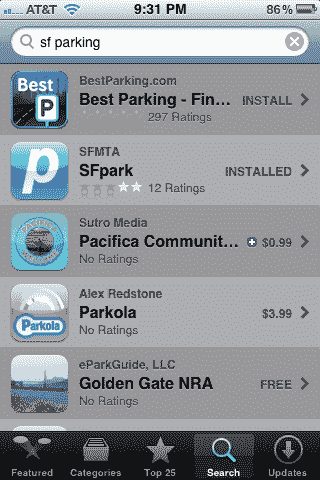 AT&T 9:31 PM 86%
sf parking
BestParking.com
Best P
Best Parking - Fin... INSTALL
297 Ratings
SFMTA
p
SFpark INSTALLED
12 Ratings
Sutro Media
Pacifica Communit... $0.99
No Ratings
Alex Redstone
Parkola
Parkola $3.99
No Ratings
eParkGuide, LLC
Golden Gate NRA FREE
No Ratings
Featured Categories Top 25 Search Updates